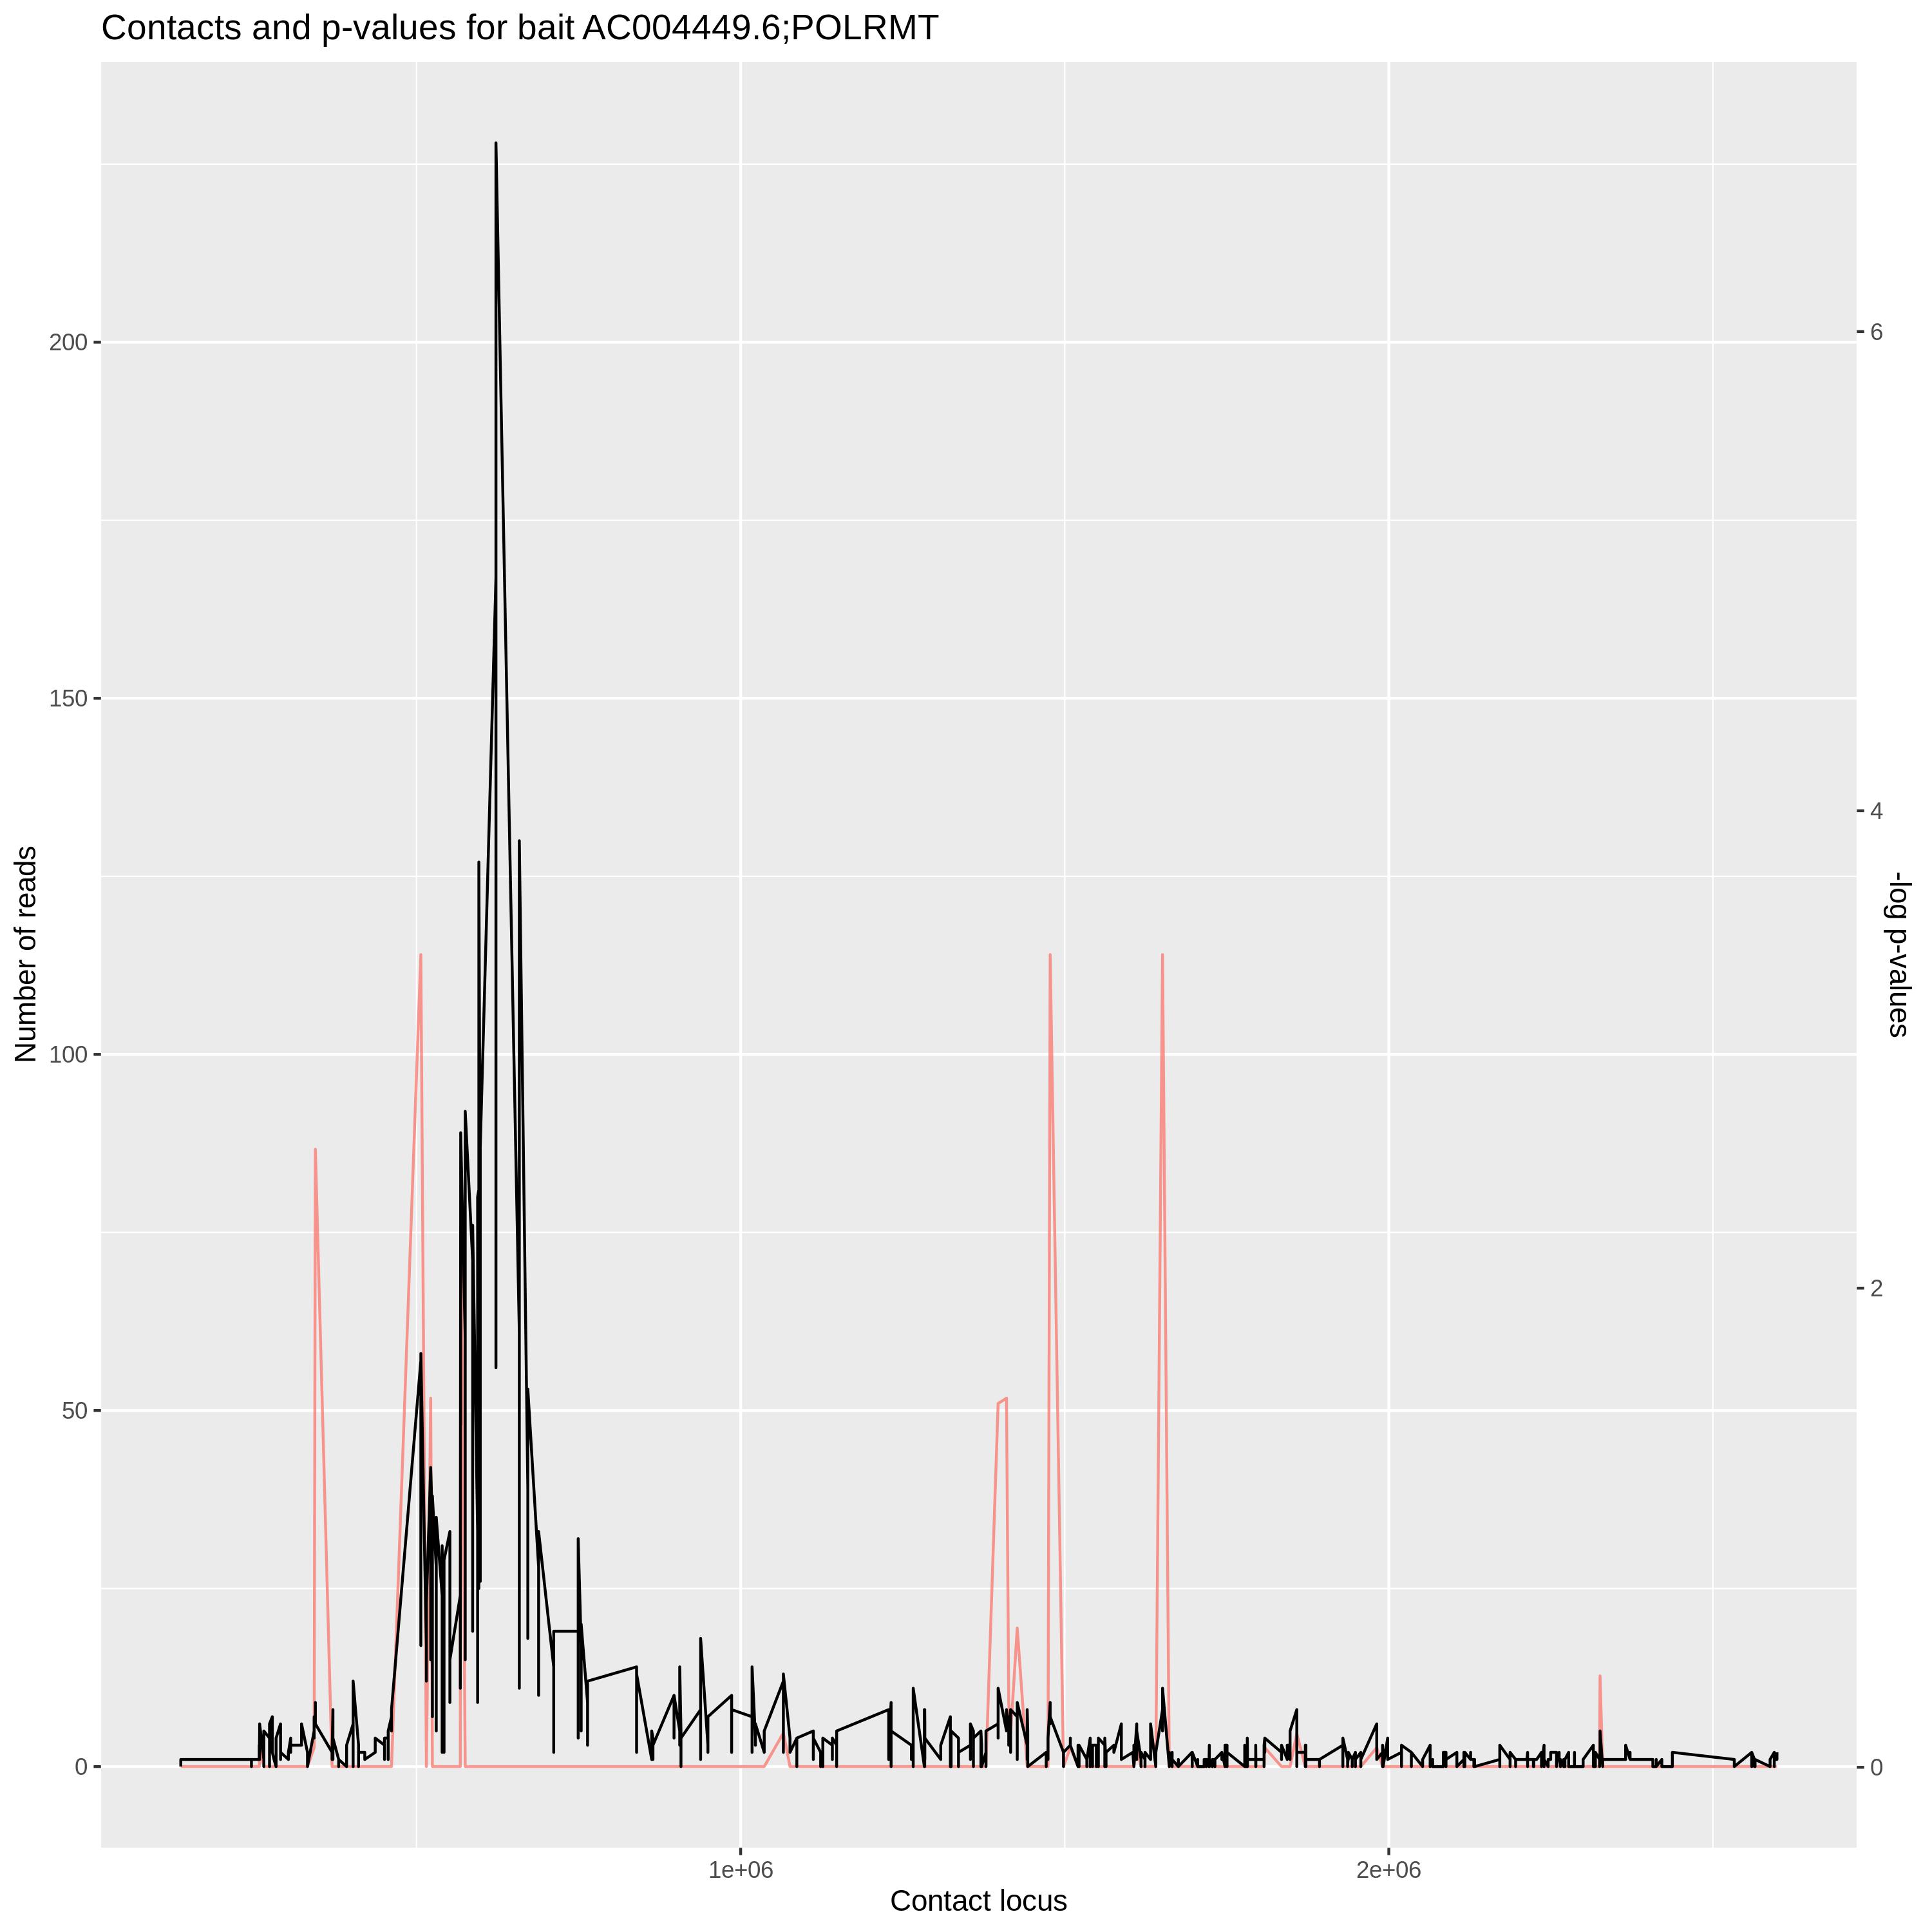 Contacts and p-values for bait AC004449.6;POLRMT
Number of reads
200
150
100
50
0
6
4
2
0
-log p-values
1e+06
2e+06
Contact locus